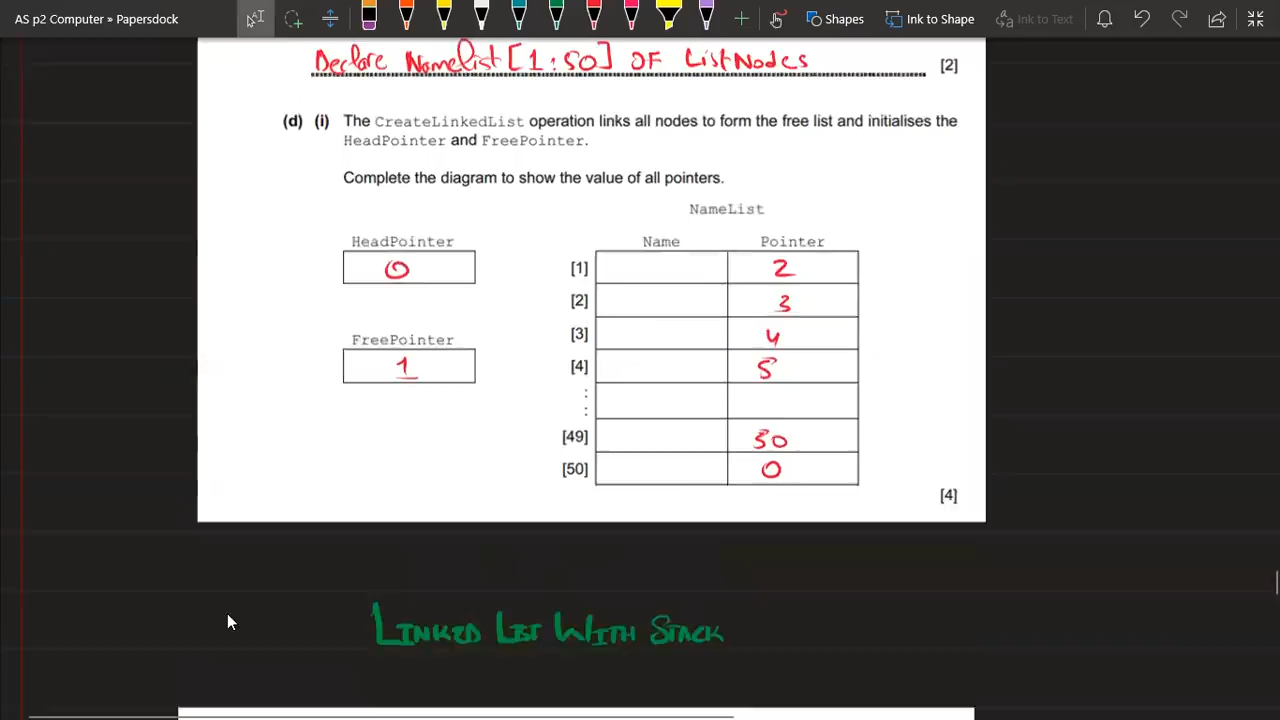 AS p2 Computer » Papersdock
Shapes
Ink to Shape
Ink to Text
Declare Namelist [1:50] OF ListNodes
[2]
(d) (i) The CreateLinkedList operation links all nodes to form the free list and initialises the
HeadPointer and FreePointer.
Complete the diagram to show the value of all pointers.
NameList
HeadPointer Name Pointer
0 [1] 2
[2] 3
FreePointer [3] 4
1 [4] 5
:
:
[49] 50
[50] 0
[4]
LINKED LIST WITH STACK